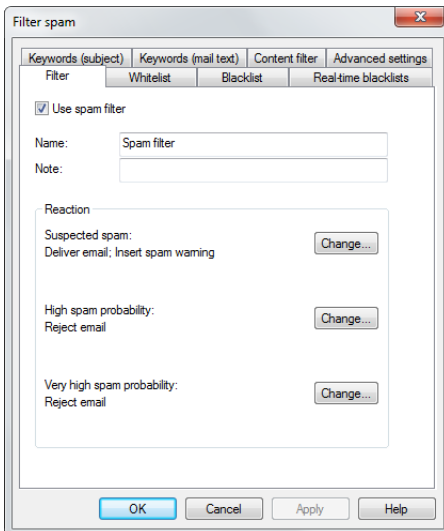 Filter spam
Keywords (subject) Keywords (mail text) Content filter Advanced settings
Filter Whitelist Blacklist Real-time blacklists
Use spam filter
Name: Spam filter
Note:
Reaction
Suspected spam:
Deliver email; Insert spam warning
Change...
High spam probability:
Reject email
Change...
Very high spam probability:
Reject email
Change...
OK Cancel Apply Help